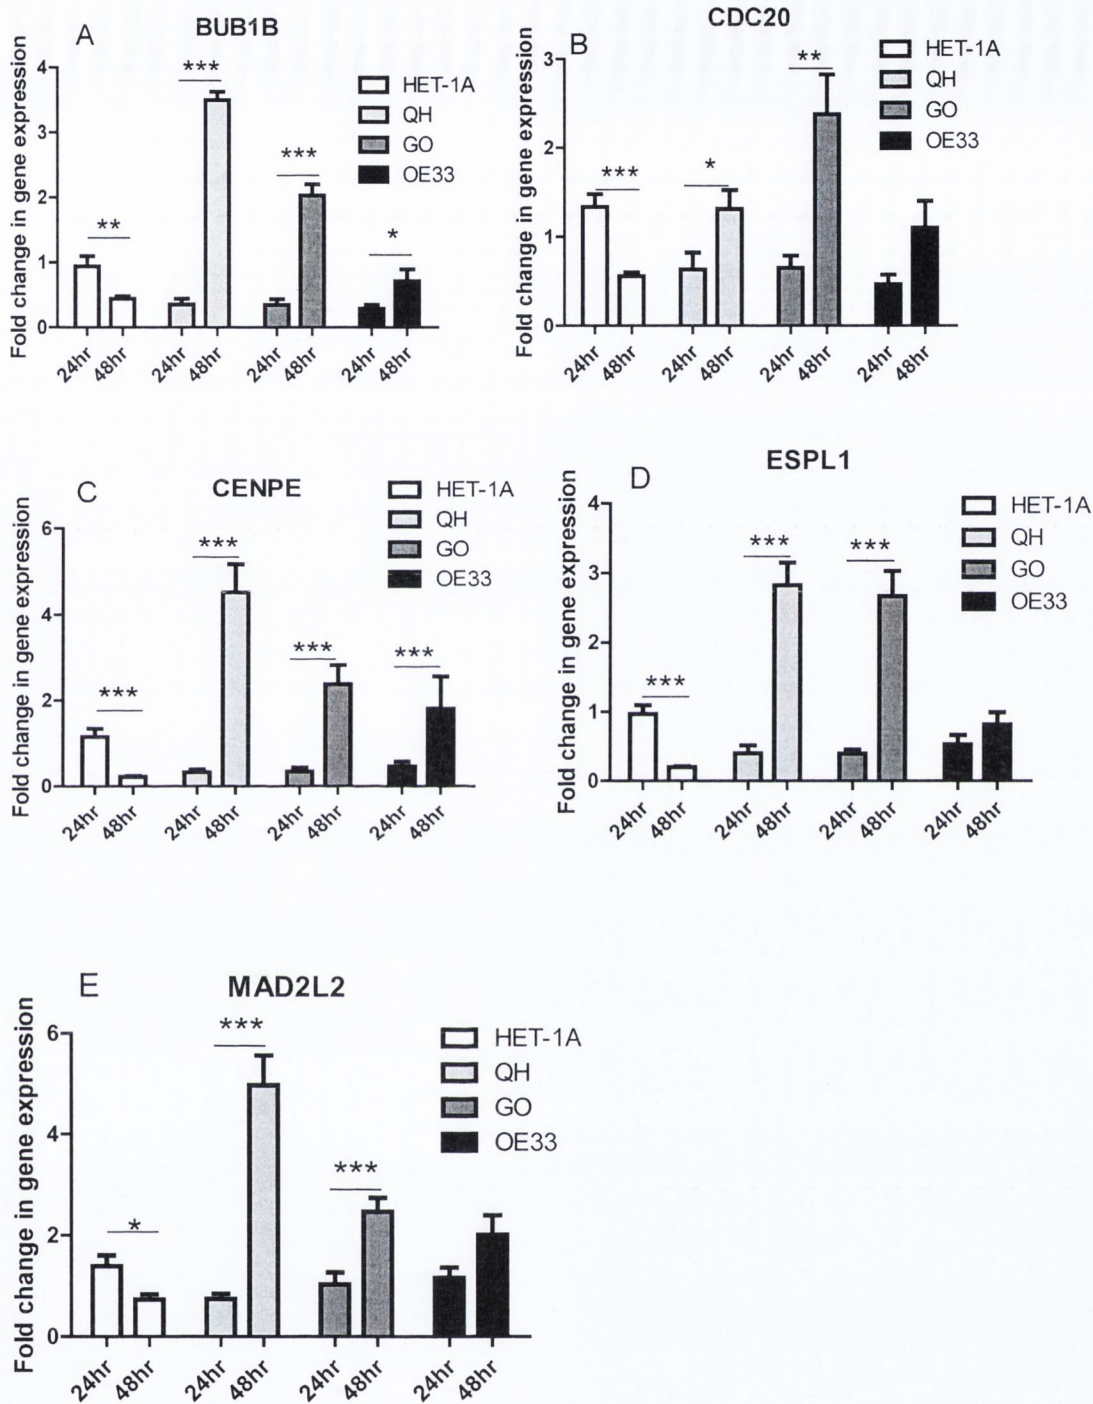 A
BUB1B
Fold change in gene expression
4
3
2
1
0
**
***
***
*
24hr 48hr 24hr 48hr 24hr 48hr 24hr 48hr
HET-1A
QH
GO
OE33
B
CDC20
Fold change in gene expression
3
2
1
0
***
*
**
24hr 48hr 24hr 48hr 24hr 48hr 24hr 48hr
HET-1A
QH
GO
OE33
C
CENPE
Fold change in gene expression
6
4
2
0
***
***
***
***
24hr 48hr 24hr 48hr 24hr 48hr 24hr 48hr
HET-1A
QH
GO
OE33
D
ESPL1
Fold change in gene expression
4
3
2
1
0
***
***
***
24hr 48hr 24hr 48hr 24hr 48hr 24hr 48hr
HET-1A
QH
GO
OE33
E
MAD2L2
Fold change in gene expression
6
4
2
0
*
***
***
24hr 48hr 24hr 48hr 24hr 48hr 24hr 48hr
HET-1A
QH
GO
OE33